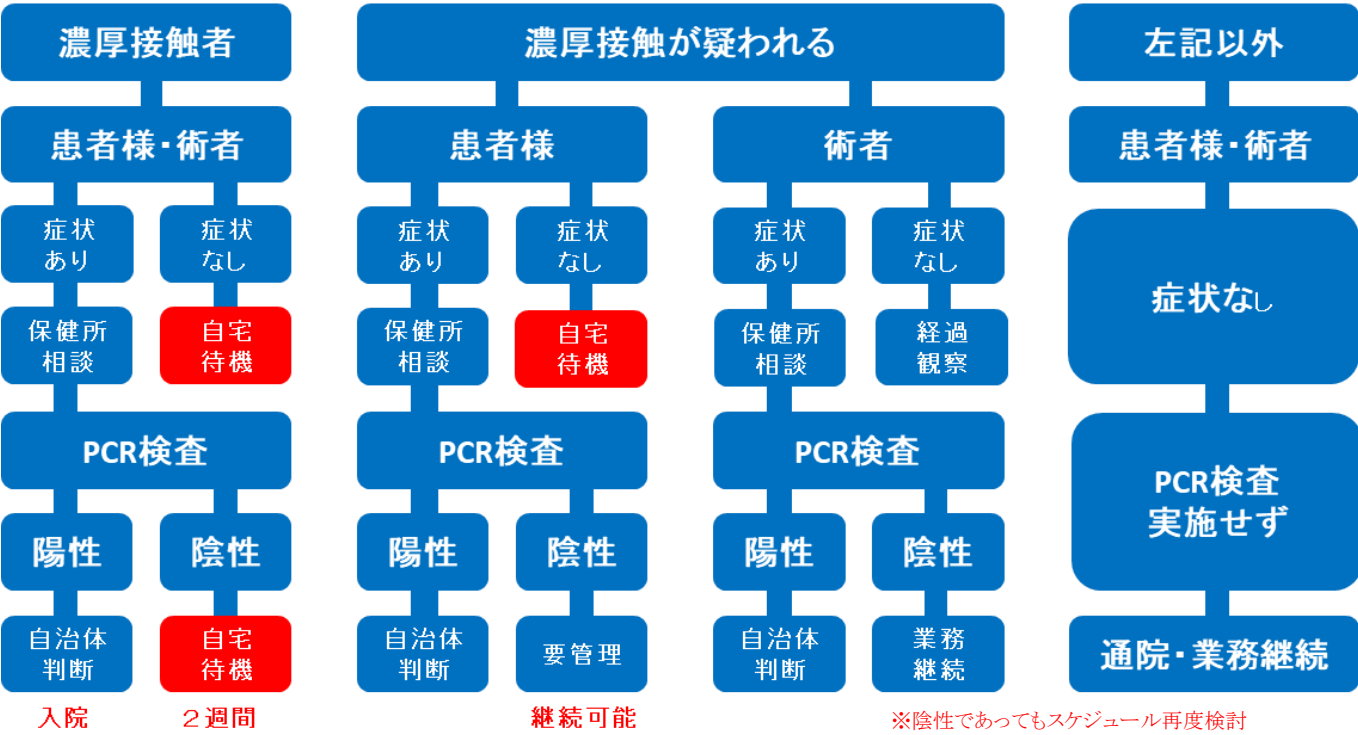 濃厚接触者
濃厚接触が疑われる
左記以外
患者様・術者
患者様
術者
患者様・術者
症状
あり
症状
なし
症状
あり
症状
なし
症状
あり
症状
なし
症状なし
保健所
相談
自宅
待機
保健所
相談
自宅
待機
保健所
相談
経過
観察
PCR検査
PCR検査
PCR検査
PCR検査
実施せず
陽性
陰性
陽性
陰性
陽性
陰性
自治体
判断
自宅
待機
自治体
判断
要管理
自治体
判断
業務
継続
通院・業務継続
入院
２週間
継続可能
※陰性であってもスケジュール再度検討